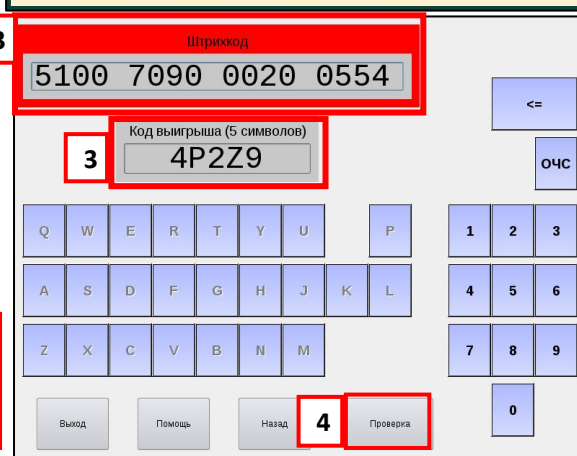 3
Штрихкод
5100 7090 0020 0554
Код выигрыша (5 символов)
3
4P2Z9
<=
ОЧС
Q W E R T Y U P 1 2 3
A S D F G H J K L 4 5 6
Z X C V B N M 7 8 9
0
Выход Помощь Назад 4 Проверка